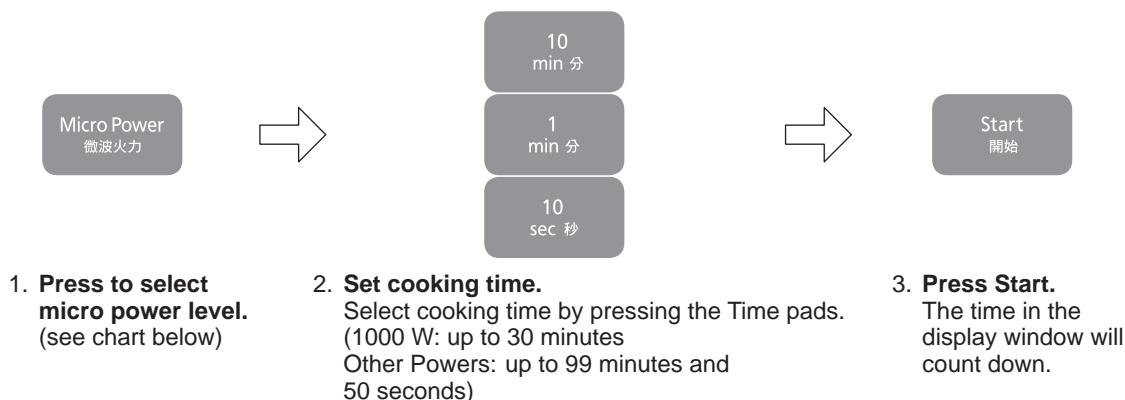 Micro Power
微波火力
10
min 分
1
min 分
10
sec 秒
Start
開始
1. Press to select
micro power level.
(see chart below)
2. Set cooking time.
Select cooking time by pressing the Time pads.
(1000 W: up to 30 minutes
Other Powers: up to 99 minutes and
50 seconds)
3. Press Start.
The time in the
display window will
count down.